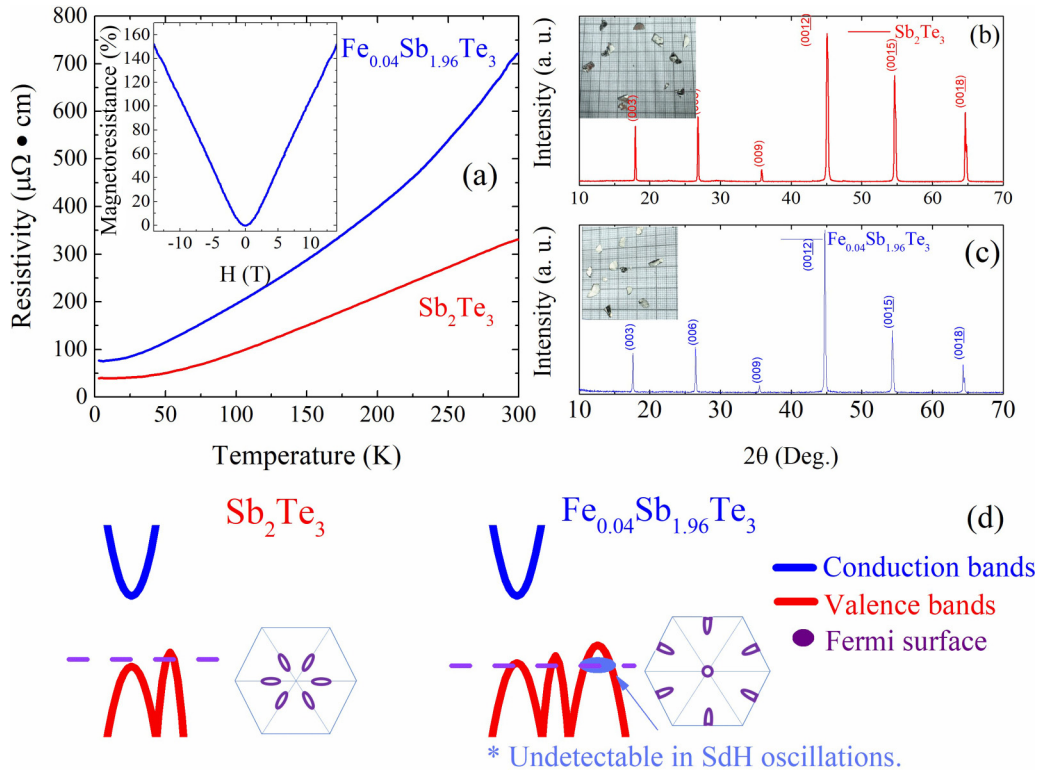 Resistivity (μΩ • cm)
800
700
600
500
400
300
200
100
0
0 50 100 150 200 250 300
Temperature (K)
Magnetoresistance (%)
160
140
120
100
80
60
40
20
0
-10 -5 0 5 10
H (T)
Fe0.04Sb1.96Te3
(a)
Sb2Te3
Intensity (a. u.)
(0012)
Sb2Te3
(b)
(003)
(009)
(0015)
(0018)
10 20 30 40 50 60 70
Intensity (a. u.)
(0012)
Fe0.04Sb1.96Te3
(c)
(003)
(006)
(009)
(0015)
(0018)
10 20 30 40 50 60 70
2θ (Deg.)
Sb2Te3
Fe0.04Sb1.96Te3
(d)
Conduction bands
Valence bands
Fermi surface
* Undetectable in SdH oscillations.